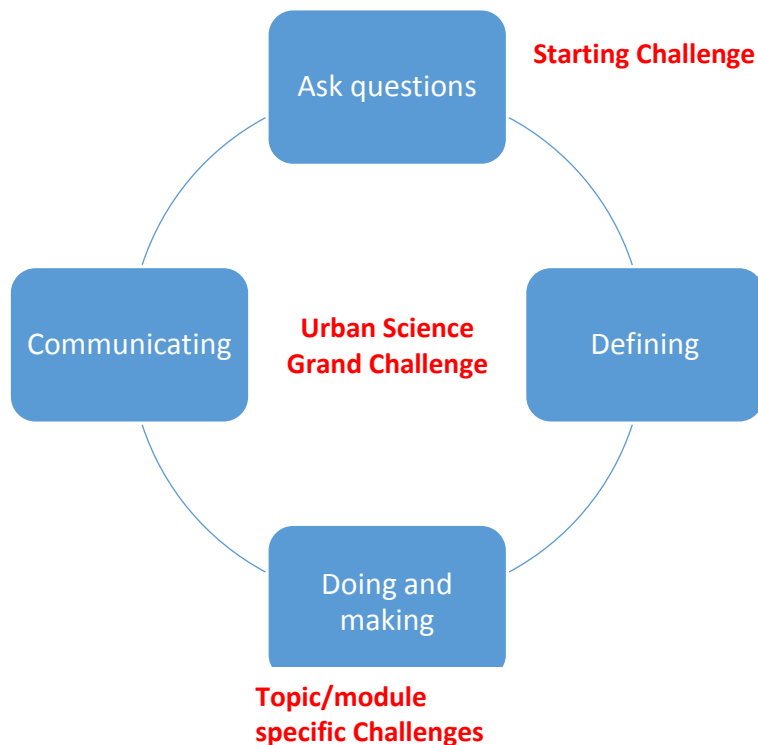 Ask questions
Starting Challenge
Communicating
Urban Science
Grand Challenge
Defining
Doing and
making
Topic/module
specific Challenges